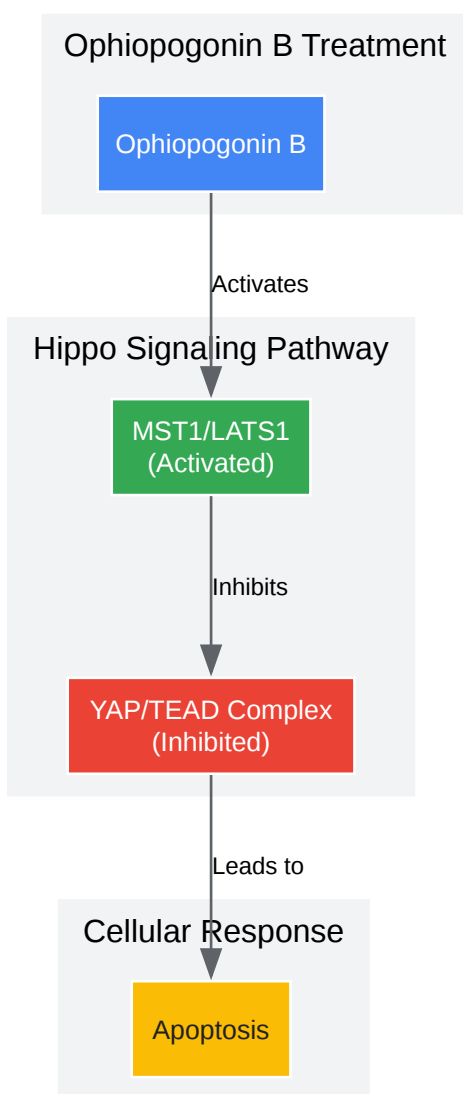 Ophiopogonin B Treatment
Ophiopogonin B
Activates
Hippo Signaling Pathway
MST1/LATS1
(Activated)
Inhibits
YAP/TEAD Complex
(Inhibited)
Leads to
Cellular Response
Apoptosis